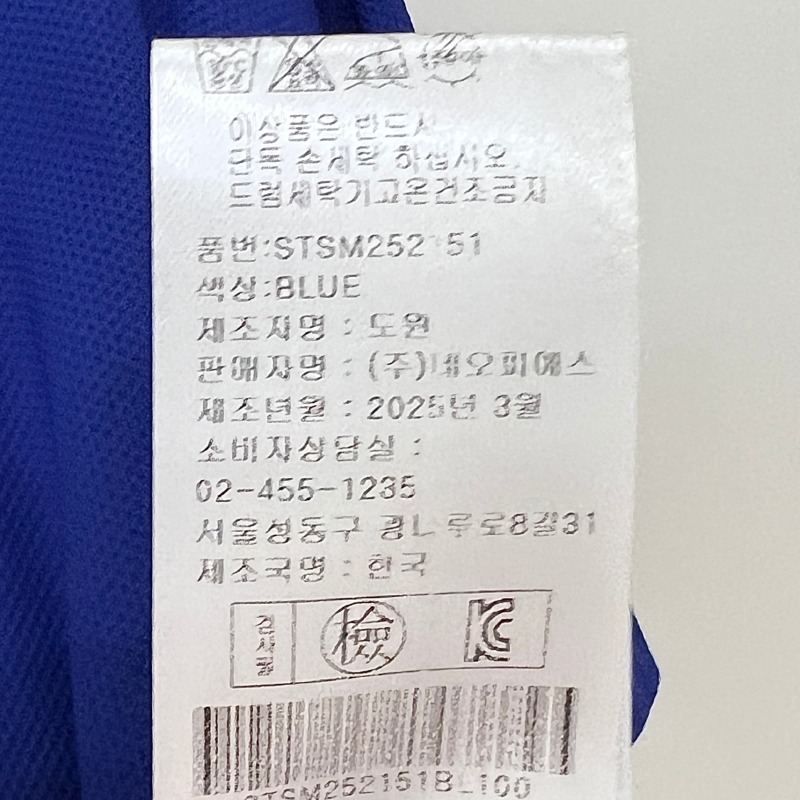 이상품은 반드시
단독 손세탁 하십시오.
드럼세탁기고온건조금지
품번:STSM252 51
색상:BLUE
제조자명 : 도원
판매자명 : (주)네오피에스
제조년월 : 2025년 3월
소비자상담실 :
02-455-1235
서울성동구 광나루로8길31
제조국명 : 한국
검사필
檢
STSM252151BL100